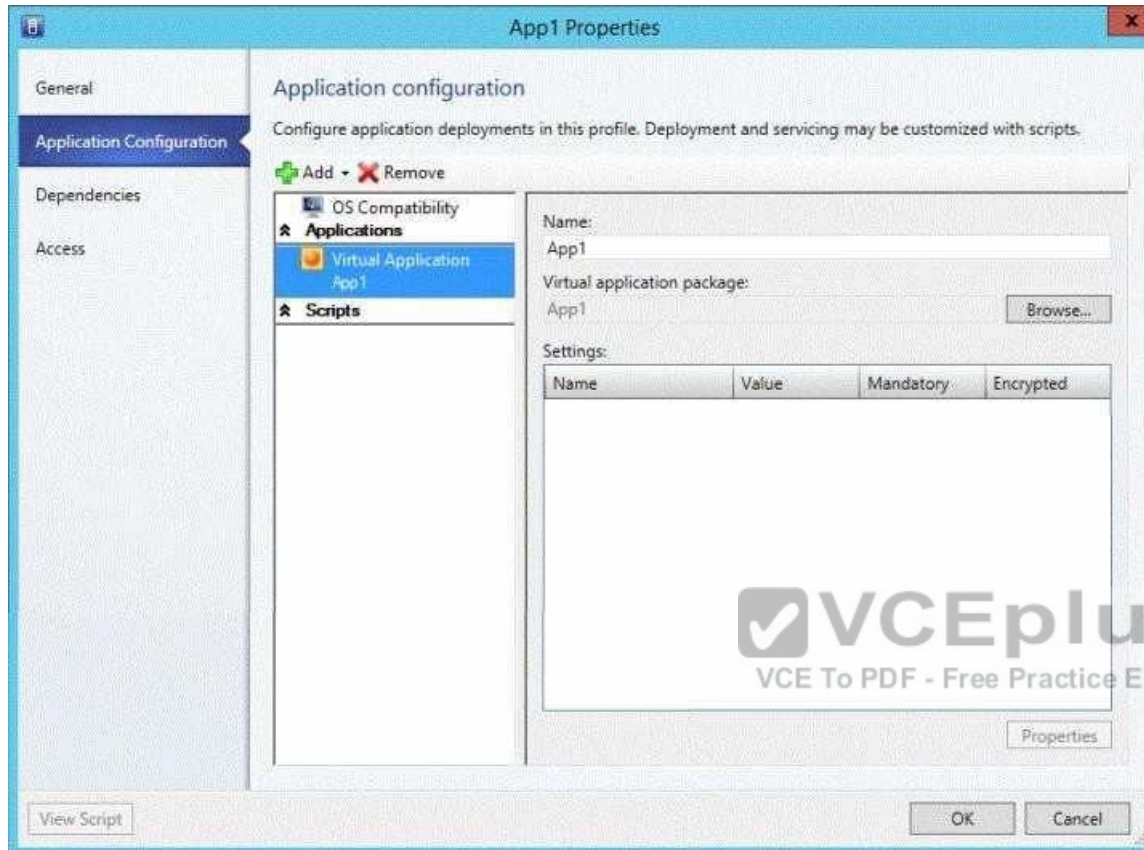 App1 Properties
x
General
Application Configuration
Dependencies
Access
Application configuration
Configure application deployments in this profile. Deployment and servicing may be customized with scripts.
Add Remove
OS Compatibility
Applications
Virtual Application
App1
Scripts
Name:
App1
Virtual application package:
App1
Browse...
Settings:
Name Value Mandatory Encrypted
VCEplu
VCE To PDF - Free Practice E
Properties
View Script
OK Cancel